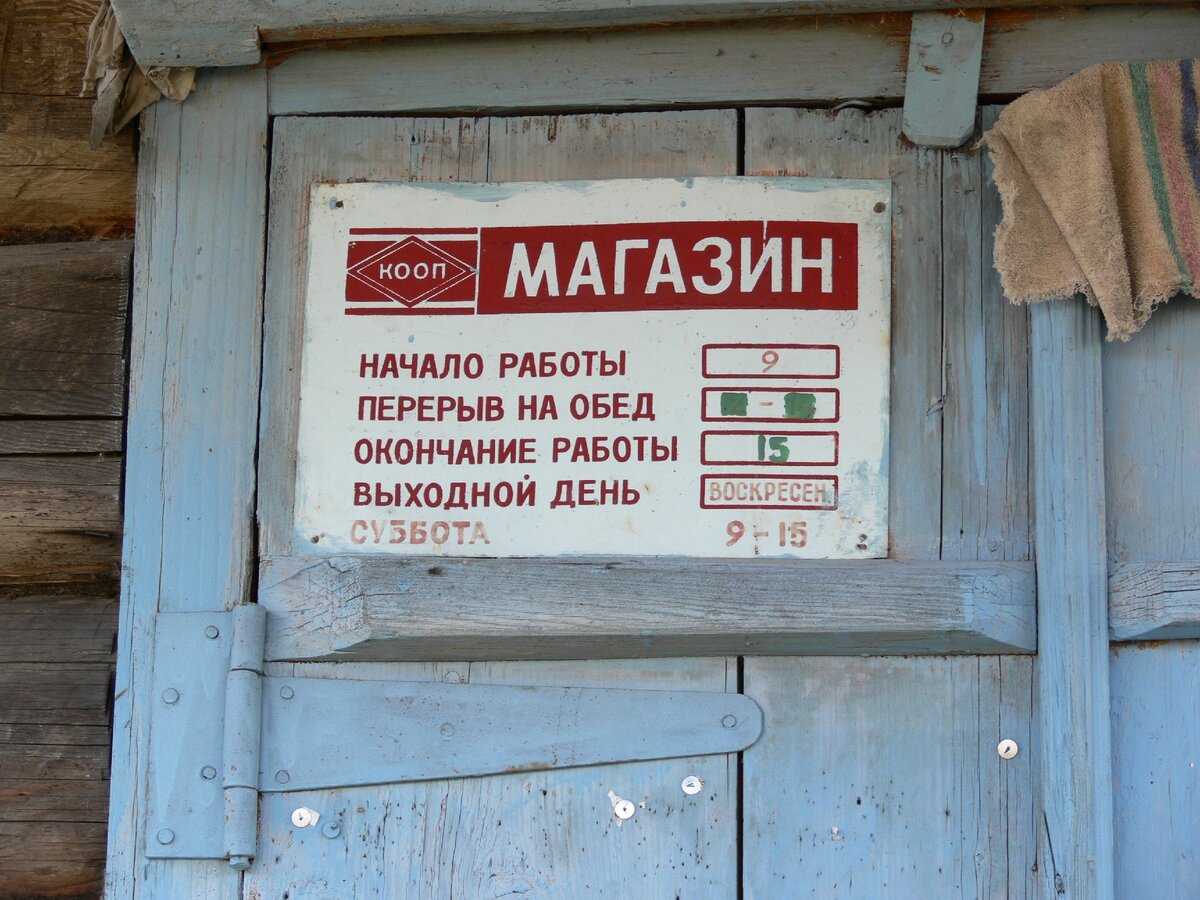 КООП МАГАЗИН
НАЧАЛО РАБОТЫ 9
ПЕРЕРЫВ НА ОБЕД -
ОКОНЧАНИЕ РАБОТЫ 15
ВЫХОДНОЙ ДЕНЬ ВОСКРЕСЕН
СУББОТА 9-15